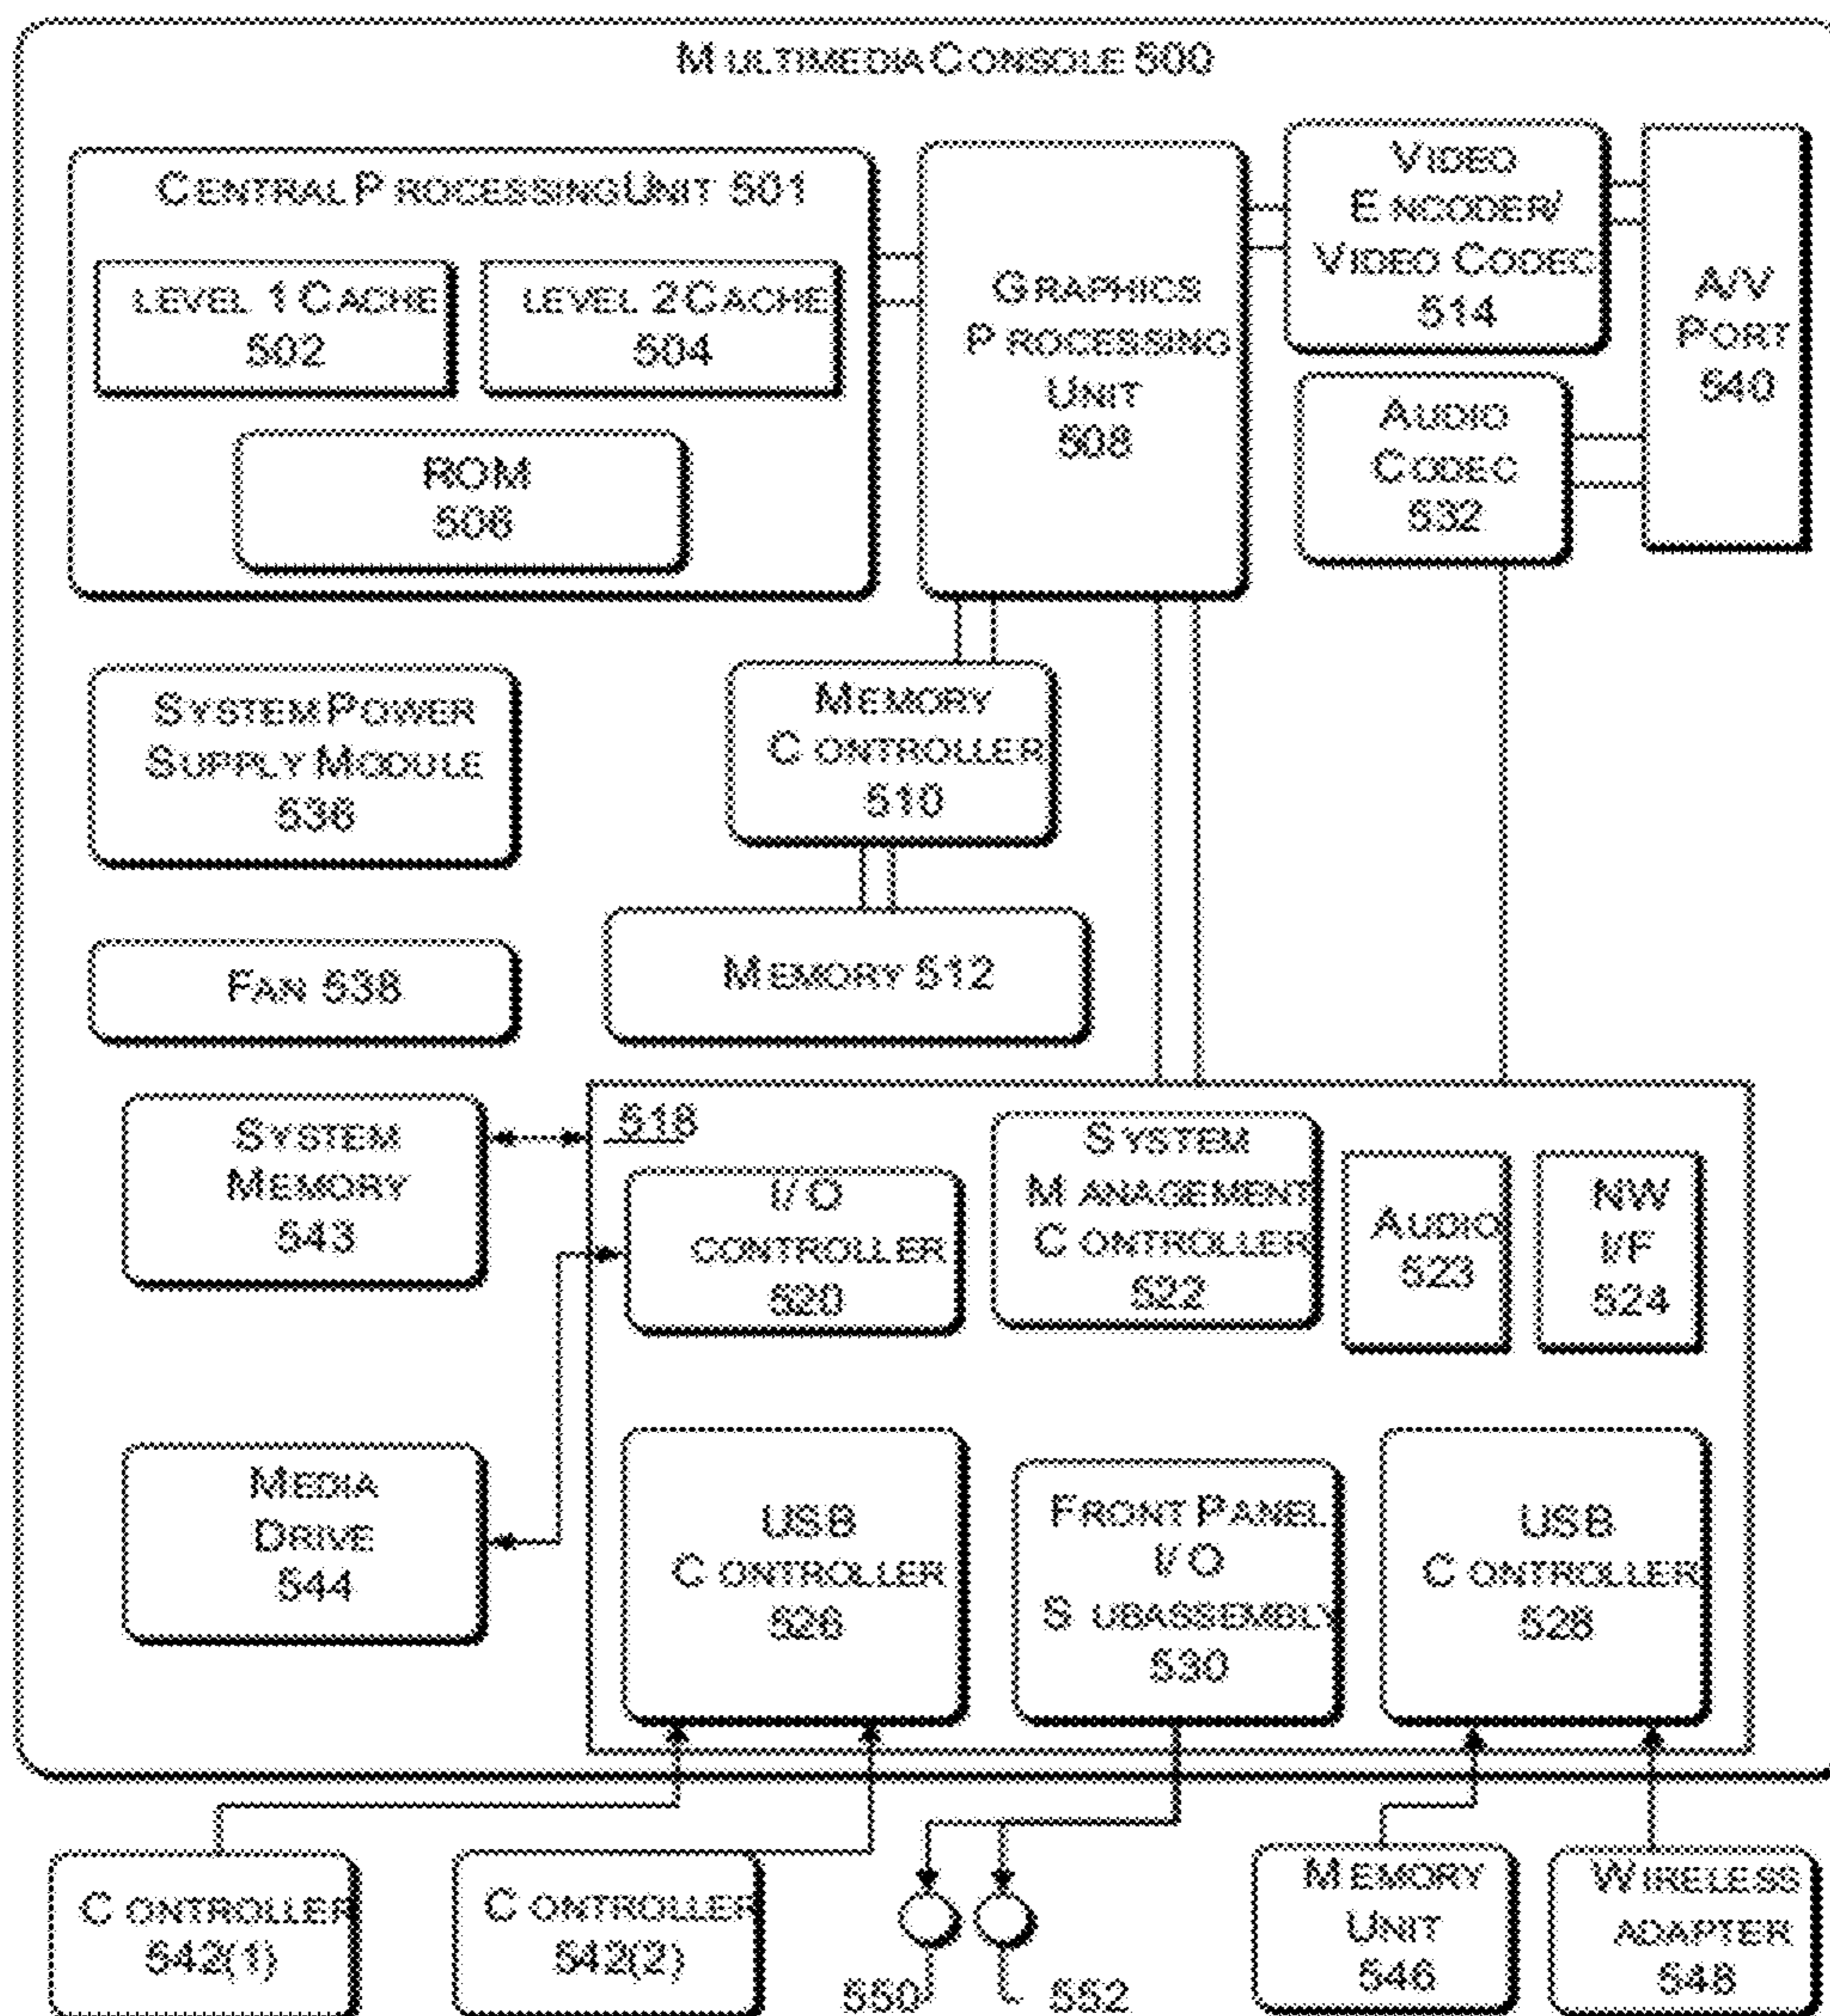 MULTIMEDIA CONSOLE 500
CENTRAL PROCESSING UNIT 501
LEVEL 1 CACHE
502
LEVEL 2 CACHE
504
ROM
506
GRAPHICS
PROCESSING
UNIT
508
VIDEO
ENCODER/
VIDEO CODEC
514
A/V
PORT
540
AUDIO
CODEC
532
SYSTEM POWER
SUPPLY MODULE
536
MEMORY
CONTROLLER
510
FAN 538
MEMORY 512
SYSTEM
MEMORY
543
518
I/O
CONTROLLER
520
SYSTEM
MANAGEMENT
CONTROLLER
522
AUDIO
523
NW
I/F
524
MEDIA
DRIVE
544
USB
CONTROLLER
526
FRONT PANEL
I/O
SUBASSEMBLY
530
USB
CONTROLLER
528
CONTROLLER
542(1)
CONTROLLER
542(2)
550
552
MEMORY
UNIT
546
WIRELESS
ADAPTER
548